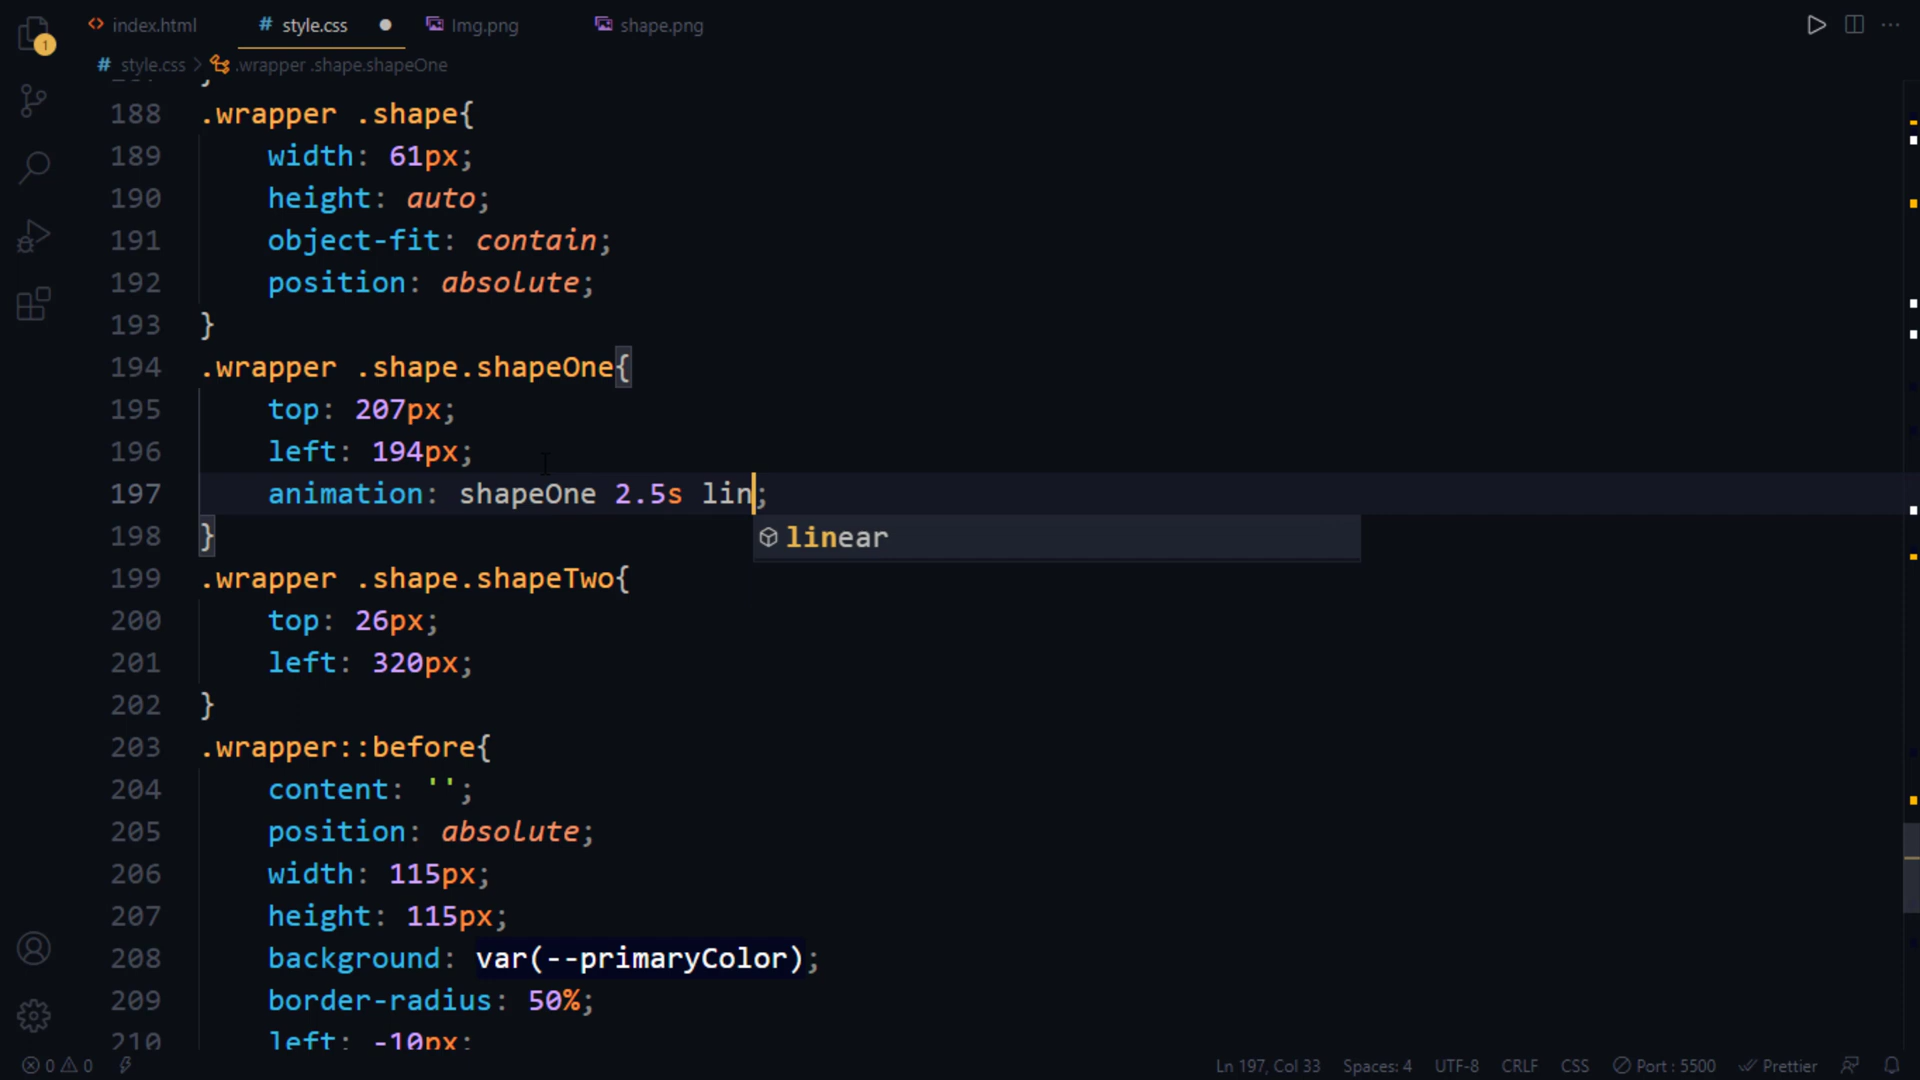 index.html
style.css
Img.png
shape.png
1
# style.css > .wrapper .shape.shapeOne
188 .wrapper .shape{
189 width: 61px;
190 height: auto;
191 object-fit: contain;
192 position: absolute;
193 }
194 .wrapper .shape.shapeOne{
195 top: 207px;
196 left: 194px;
197 animation: shapeOne 2.5s lin;
linear
198 }
199 .wrapper .shape.shapeTwo{
200 top: 26px;
201 left: 320px;
202 }
203 .wrapper::before{
204 content: '';
205 position: absolute;
206 width: 115px;
207 height: 115px;
208 background: var(--primaryColor);
209 border-radius: 50%;
210 left: -10px;
0 0 Ln 197, Col 33 Spaces: 4 UTF-8 CRLF CSS Port : 5500 Prettier